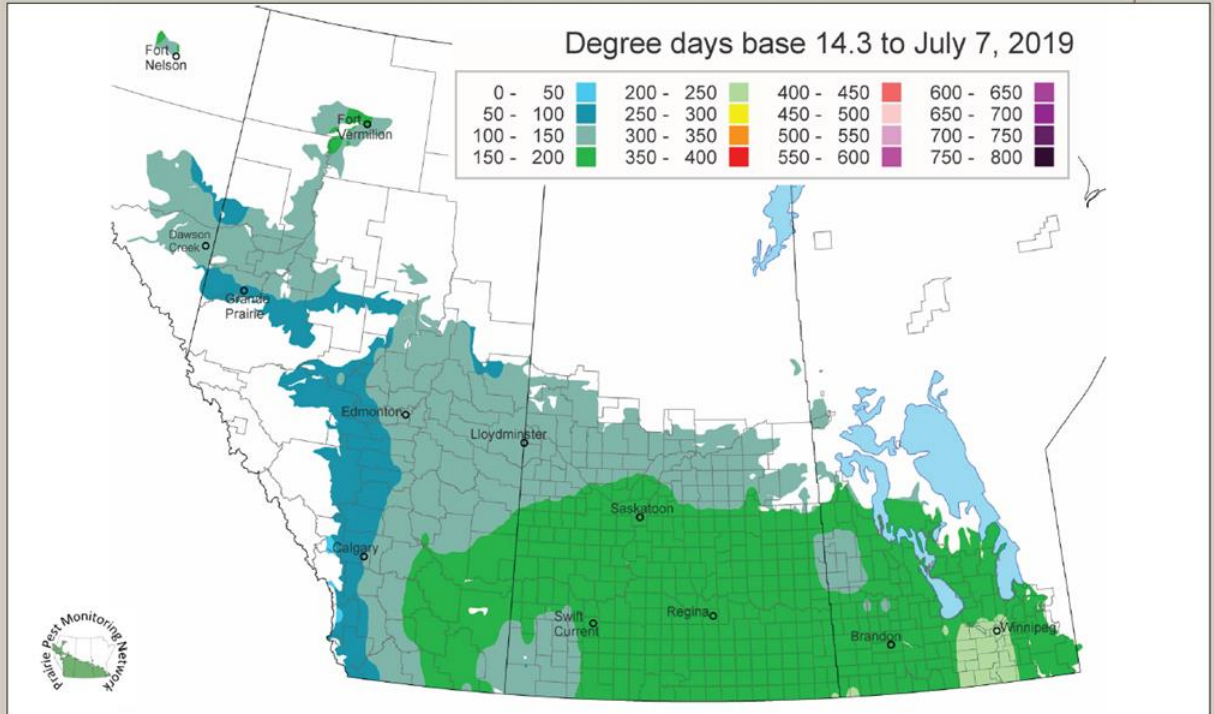 Degree days base 14.3 to July 7, 2019
0 - 50
200 - 250
400 - 450
600 - 650
50 - 100
250 - 300
450 - 500
650 - 700
100 - 150
300 - 350
500 - 550
700 - 750
150 - 200
350 - 400
550 - 600
750 - 800
Fort
Nelson
Fort
Vermilion
Dawson
Creek
Grande
Prairie
Edmonton
Lloydminster
Saskatoon
Calgary
Swift
Current
Regina
Brandon
Winnipeg
Prairie Pest Monitoring Network